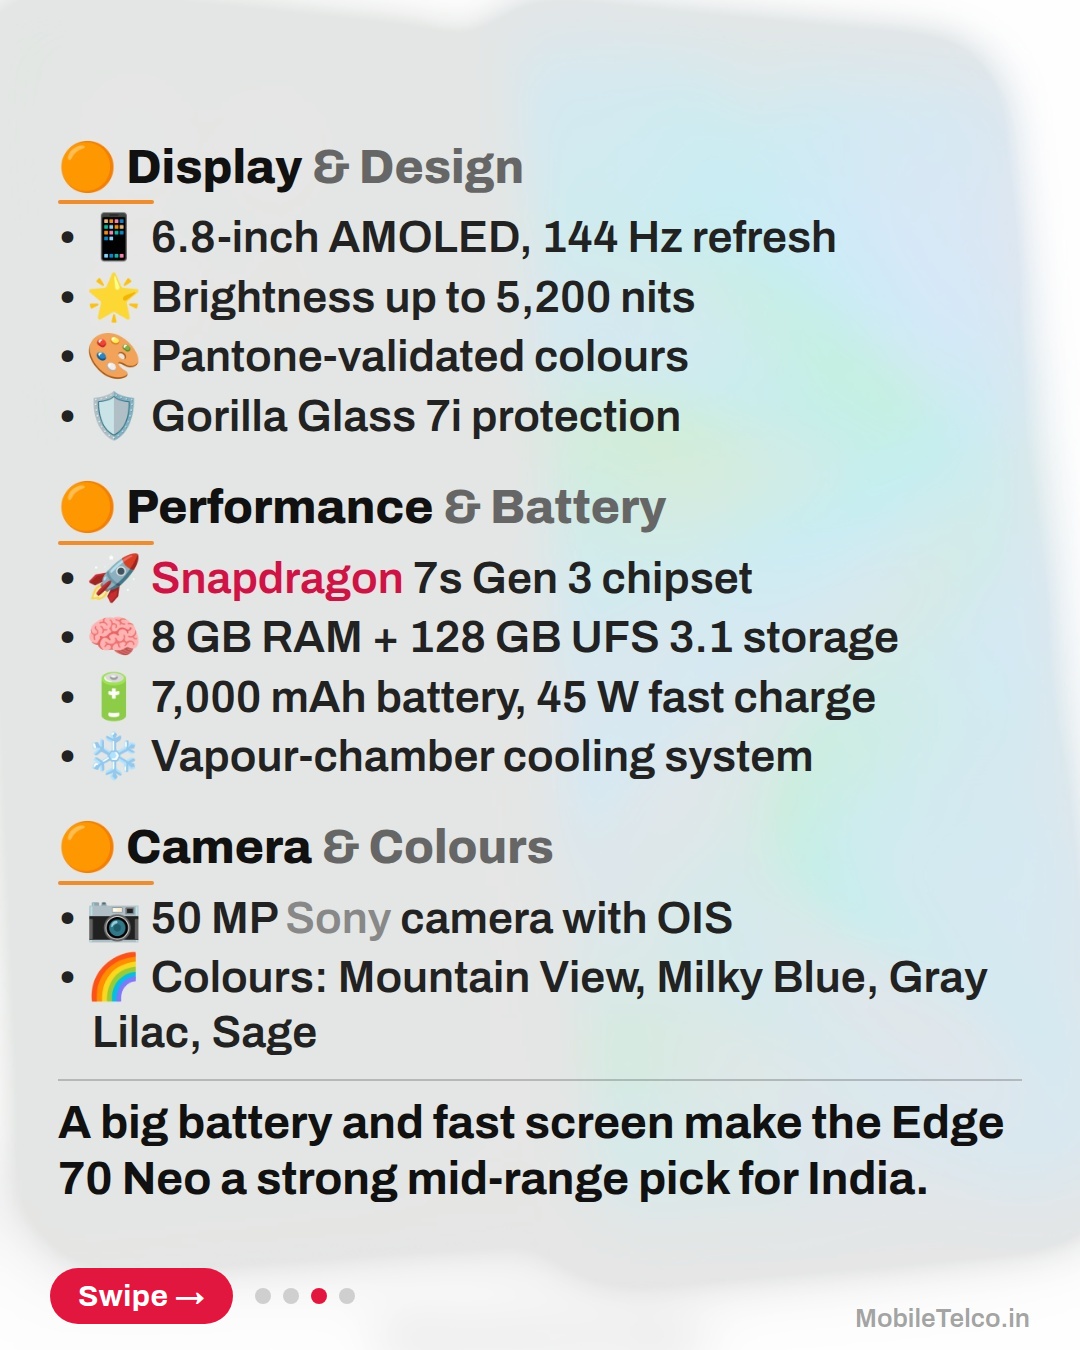 Display & Design
• 6.8-inch AMOLED, 144 Hz refresh
• Brightness up to 5,200 nits
• Pantone-validated colours
• Gorilla Glass 7i protection
Performance & Battery
• Snapdragon 7s Gen 3 chipset
• 8 GB RAM + 128 GB UFS 3.1 storage
• 7,000 mAh battery, 45 W fast charge
• Vapour-chamber cooling system
Camera & Colours
• 50 MP Sony camera with OIS
• Colours: Mountain View, Milky Blue, Gray
Lilac, Sage
A big battery and fast screen make the Edge
70 Neo a strong mid-range pick for India.
Swipe →
MobileTelco.in